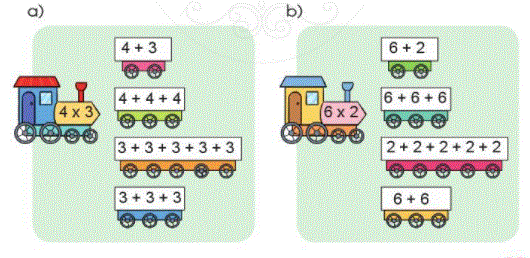 a)
4 + 3
4 x 3
4 + 4 + 4
3 + 3 + 3 + 3 + 3
3 + 3 + 3
b)
6 + 2
6 x 2
6 + 6 + 6
2 + 2 + 2 + 2 + 2
6 + 6